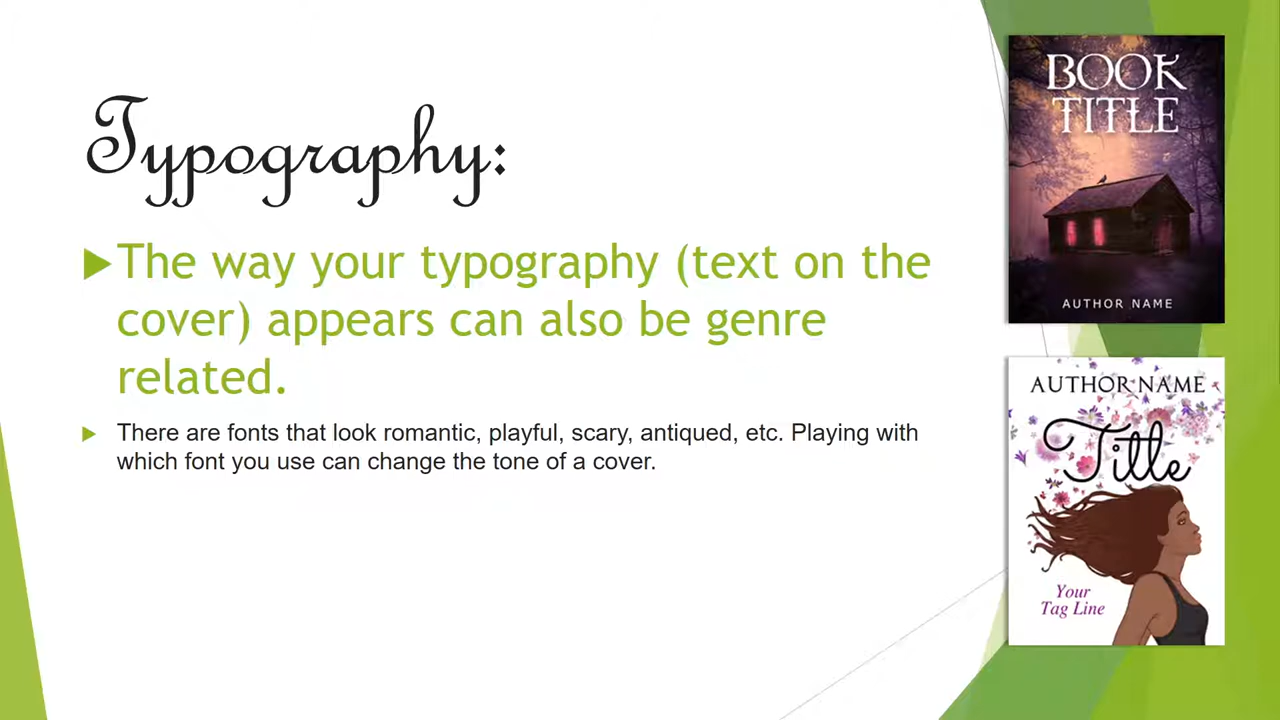 Typography:
The way your typography (text on the
cover) appears can also be genre
related.
There are fonts that look romantic, playful, scary, antiqued, etc. Playing with
which font you use can change the tone of a cover.
BOOK
TITLE
AUTHOR NAME
AUTHOR NAME
Title
Your
Tag Line